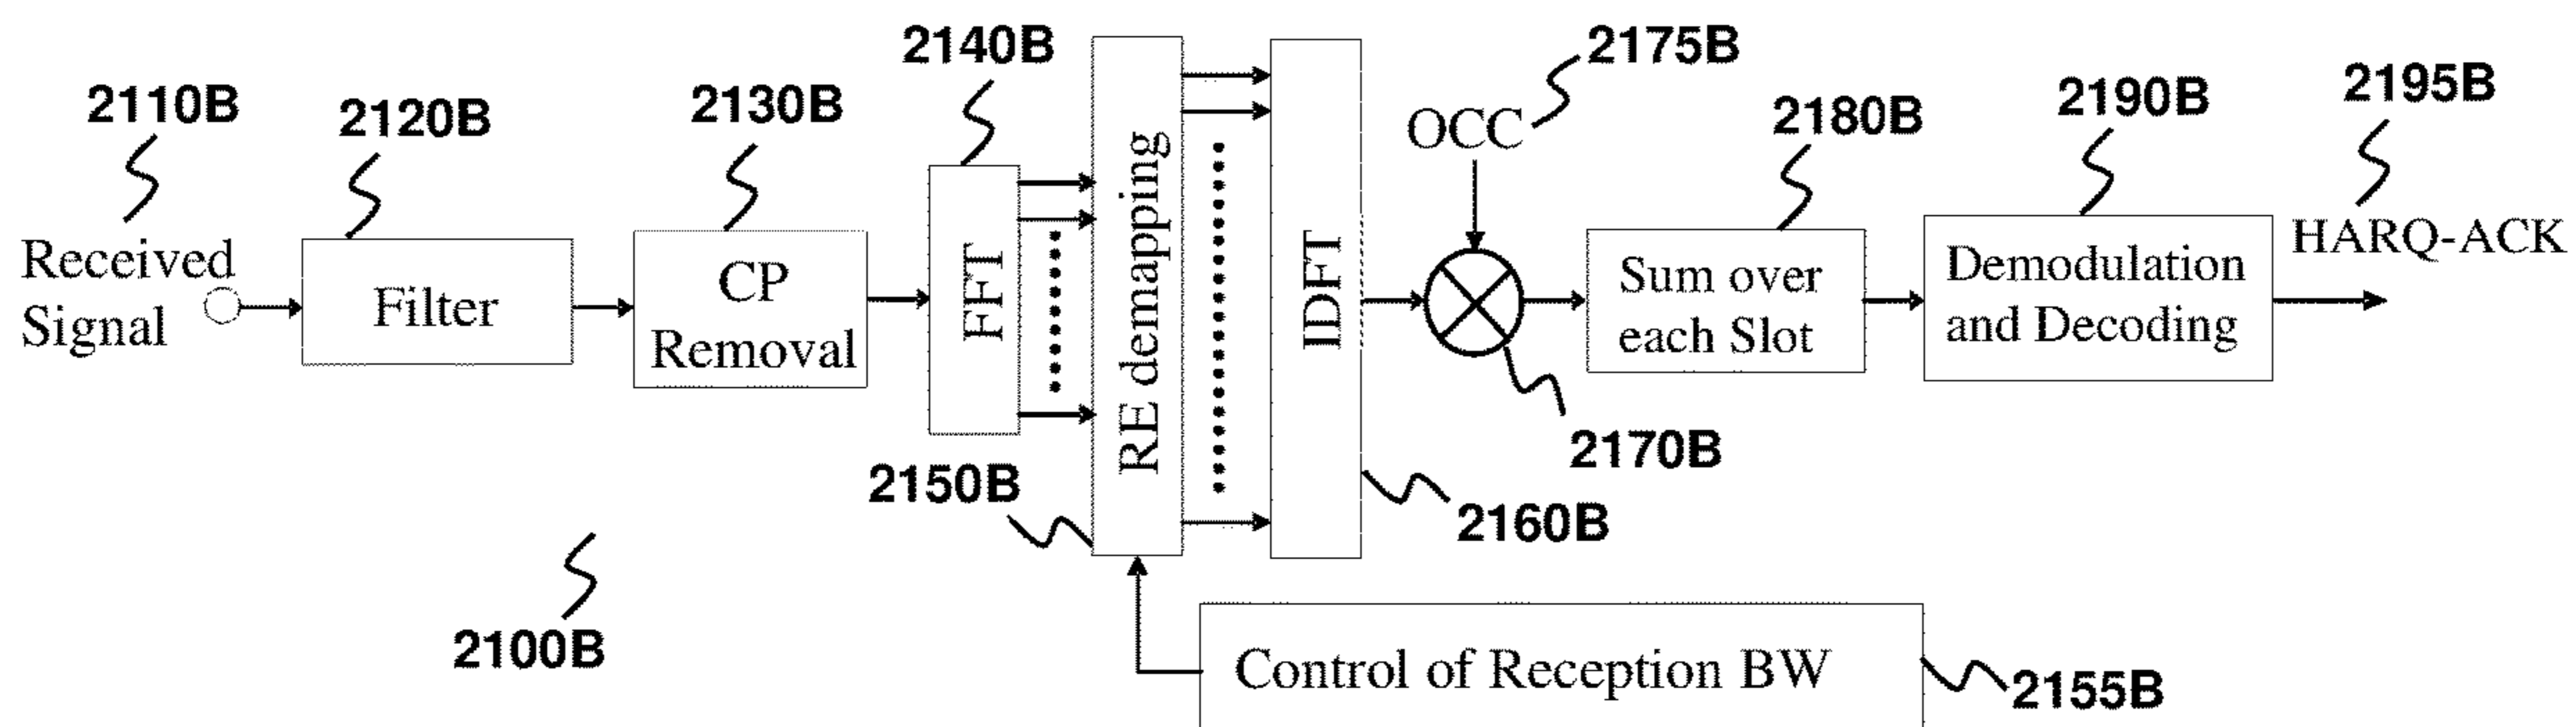 2110B
2120B
2130B
2140B
2175B
2180B
2190B
2195B
Received
Signal
Filter
CP
Removal
FFT
RE demapping
IDFT
OCC
Sum over
each Slot
Demodulation
and Decoding
HARQ-ACK
2150B
2160B
2170B
2100B
Control of Reception BW
2155B